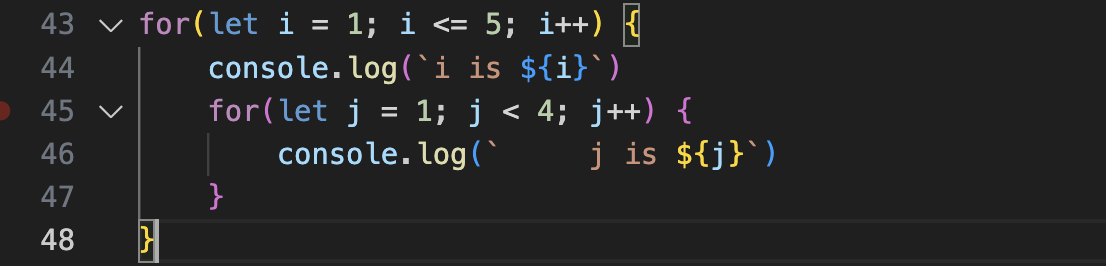 43 for(let i = 1; i <= 5; i++) {
44     console.log(`i is ${i}`)
45     for(let j = 1; j < 4; j++) {
46         console.log(`     j is ${j}`)
47     }
48 }